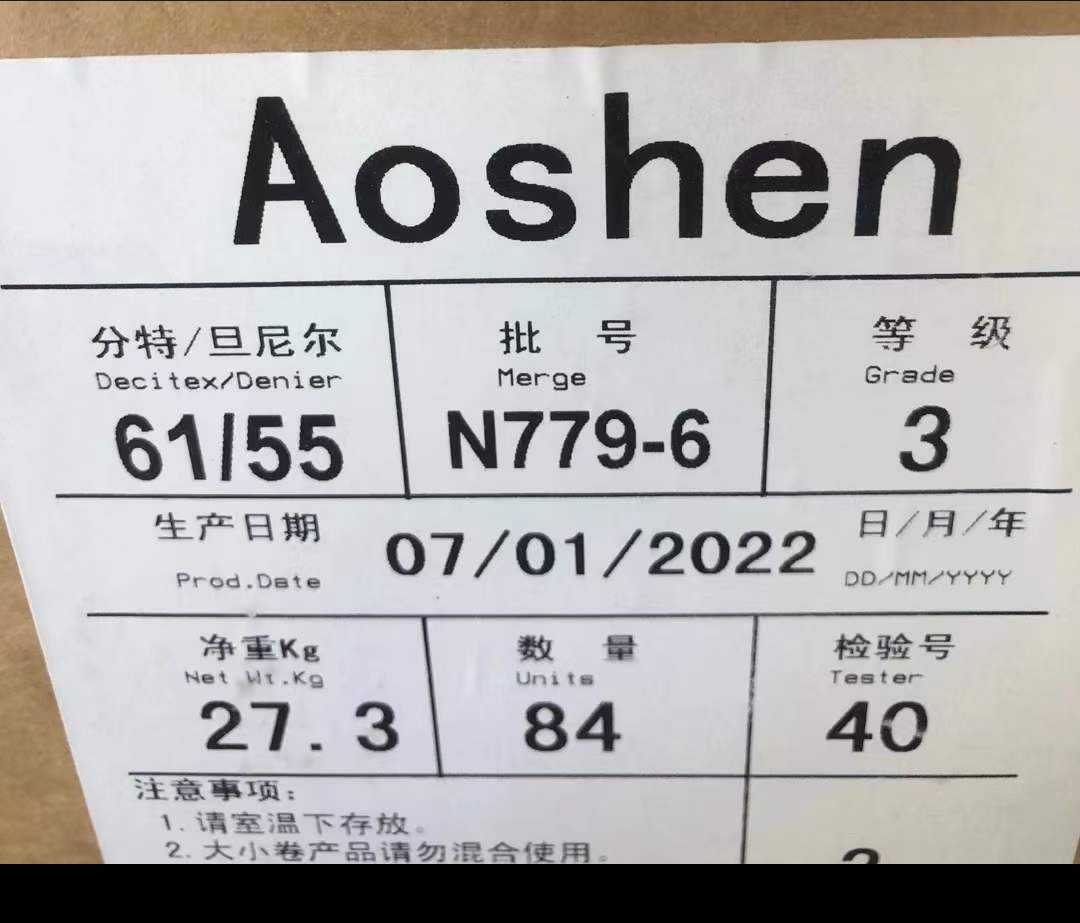 Aoshen
分特/旦尼尔 批 号 等 级
Decitex/Denier Merge Grade
61/55 N779-6 3
生产日期 07/01/2022 日/月/年
Prod.Date DD/MM/YYYY
净重Kg 数 量 检验号
Net Wt.Kg Units Tester
27.3 84 40
注意事项:
1. 请室温下存放。
2. 大小卷产品请勿混合使用。